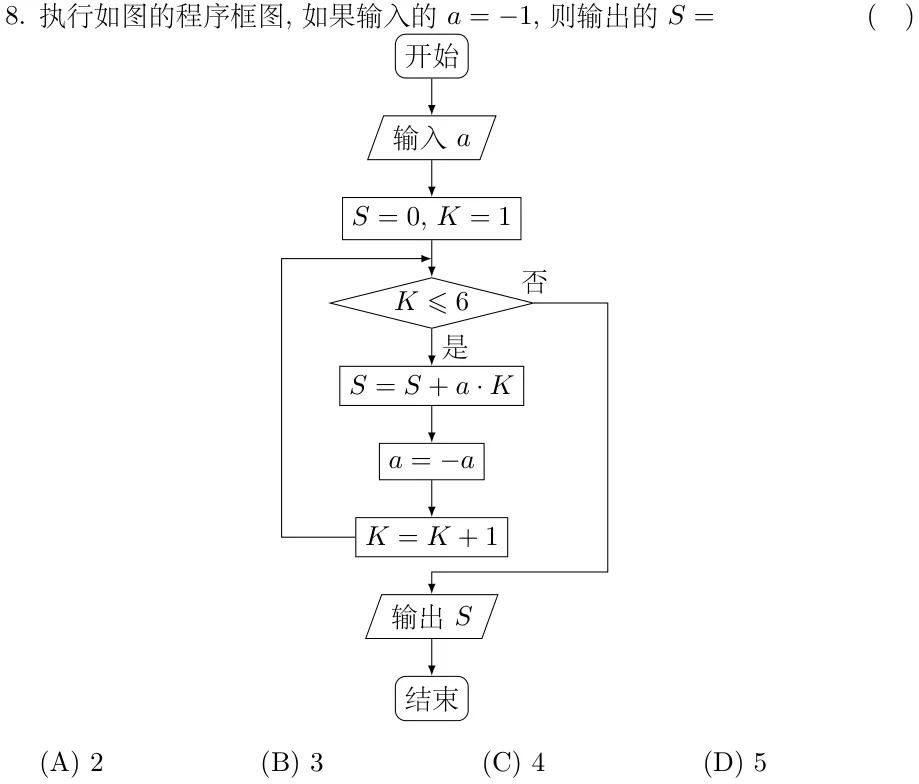 8. 执行如图的程序框图, 如果输入的 a = −1, 则输出的 S = ( )
开始
输入 a
S = 0, K = 1
K ⩽ 6
否
是
S = S + a · K
a = −a
K = K + 1
输出 S
结束
(A) 2 (B) 3 (C) 4 (D) 5